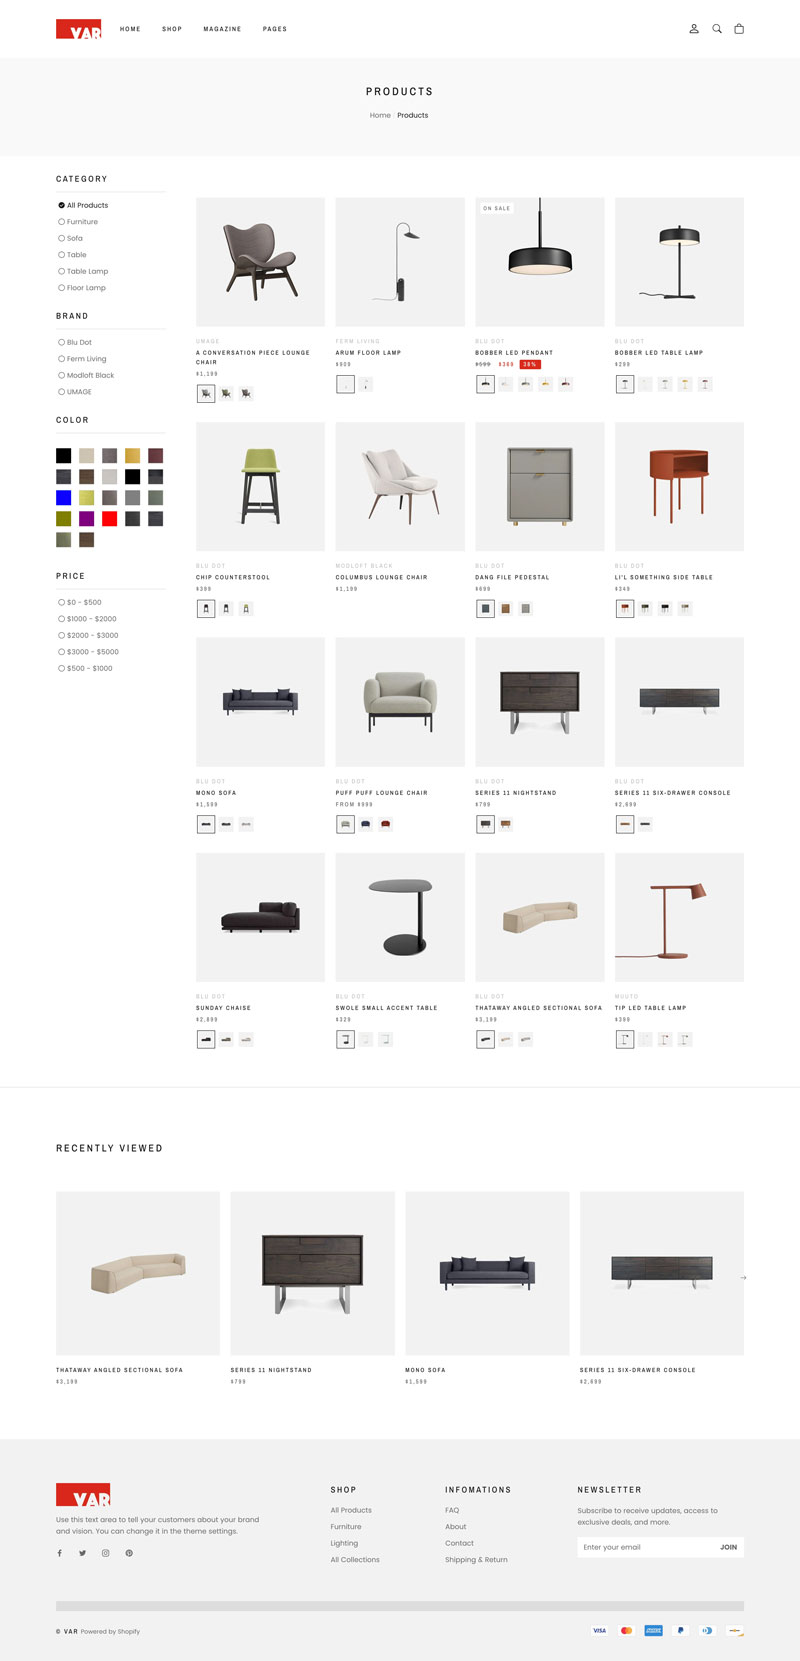 VAR
HOME
SHOP
MAGAZINE
PAGES
PRODUCTS
Home Products
CATEGORY
All Products
Furniture
Sofa
Table
Table Lamp
Floor Lamp
BRAND
Blu Dot
Ferm Living
Modloft Black
UMAGE
COLOR
PRICE
$0 - $500
$1000 - $2000
$2000 - $3000
$3000 - $5000
$500 - $1000
UMAGE
A CONVERSATION PIECE LOUNGE
CHAIR
$1,199
FERM LIVING
ARUM FLOOR LAMP
ON SALE
BLU DOT
BOBBER LED PENDANT
$369
BLU DOT
BOBBER LED TABLE LAMP
$299
BLU DOT
CHIP COUNTERSTOOL
$399
MODLOFT BLACK
COLUMBUS LOUNGE CHAIR
$1,199
BLU DOT
DANG FILE PEDESTAL
$699
BLU DOT
LI'L SOMETHING SIDE TABLE
$349
BLU DOT
MONO SOFA
$1,599
BLU DOT
PUFF PUFF LOUNGE CHAIR
FROM $999
BLU DOT
SERIES 11 NIGHTSTAND
$799
BLU DOT
SERIES 11 SIX-DRAWER CONSOLE
$2,699
BLU DOT
SUNDAY CHAISE
$2,899
BLU DOT
SWOLE SMALL ACCENT TABLE
$329
BLU DOT
THATAWAY ANGLED SECTIONAL SOFA
$3,199
MUUTO
TIP LED TABLE LAMP
$399
RECENTLY VIEWED
THATAWAY ANGLED SECTIONAL SOFA
$3,199
SERIES 11 NIGHTSTAND
$799
MONO SOFA
$1,599
SERIES 11 SIX-DRAWER CONSOLE
$2,699
VAR
Use this text area to tell your customers about your brand
and vision. You can change it in the theme settings.
SHOP
All Products
Furniture
Lighting
All Collections
INFOMATIONS
FAQ
About
Contact
Shipping & Return
NEWSLETTER
Subscribe to receive updates, access to
exclusive deals, and more.
Enter your email
JOIN
© VAR Powered by Shopify
VISA